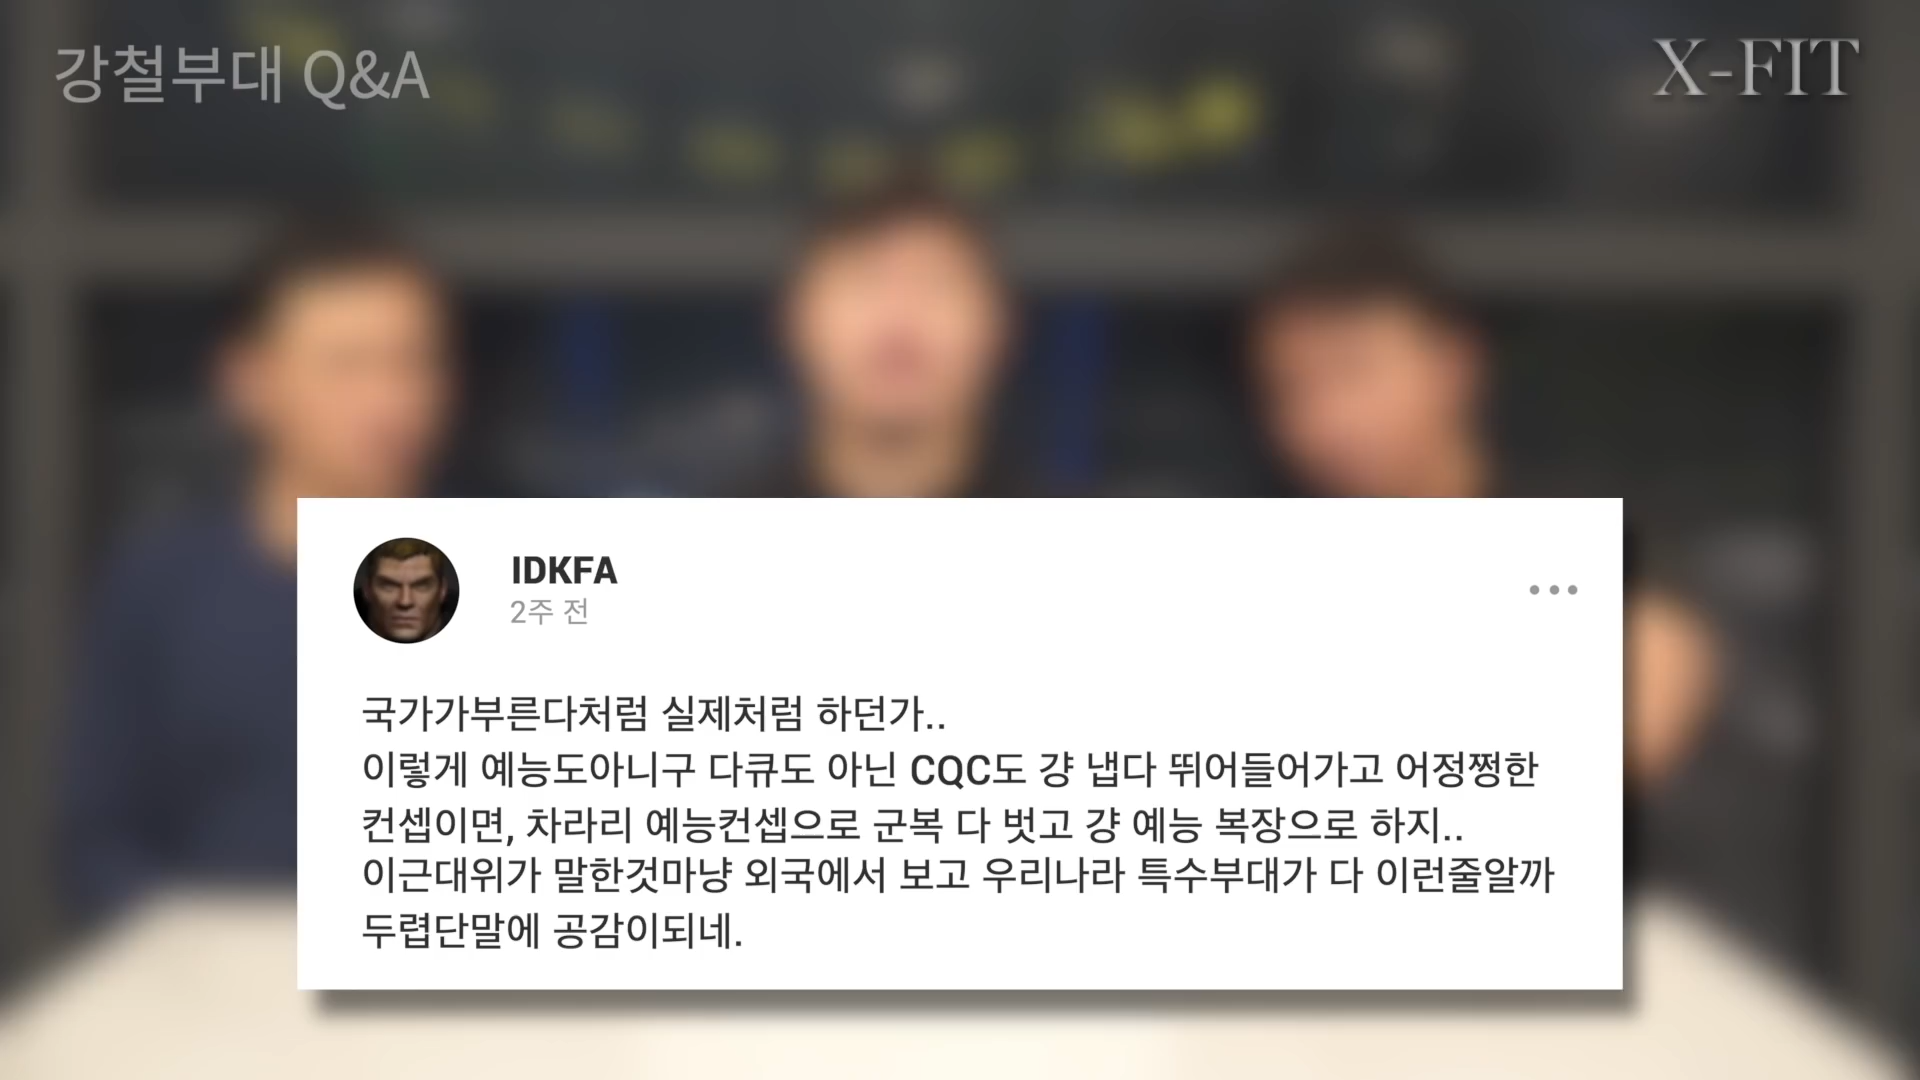 강철부대 Q&A
X-FIT
IDKFA
2주 전
국가가부른다처럼 실제처럼 하던가..
이렇게 예능도아니구 다큐도 아닌 CQC도 걍 냅다 뛰어들어가고 어정쩡한
컨셉이면, 차라리 예능컨셉으로 군복 다 벗고 걍 예능 복장으로 하지..
이근대위가 말한것마냥 외국에서 보고 우리나라 특수부대가 다 이런줄알까
두렵단말에 공감이되네.